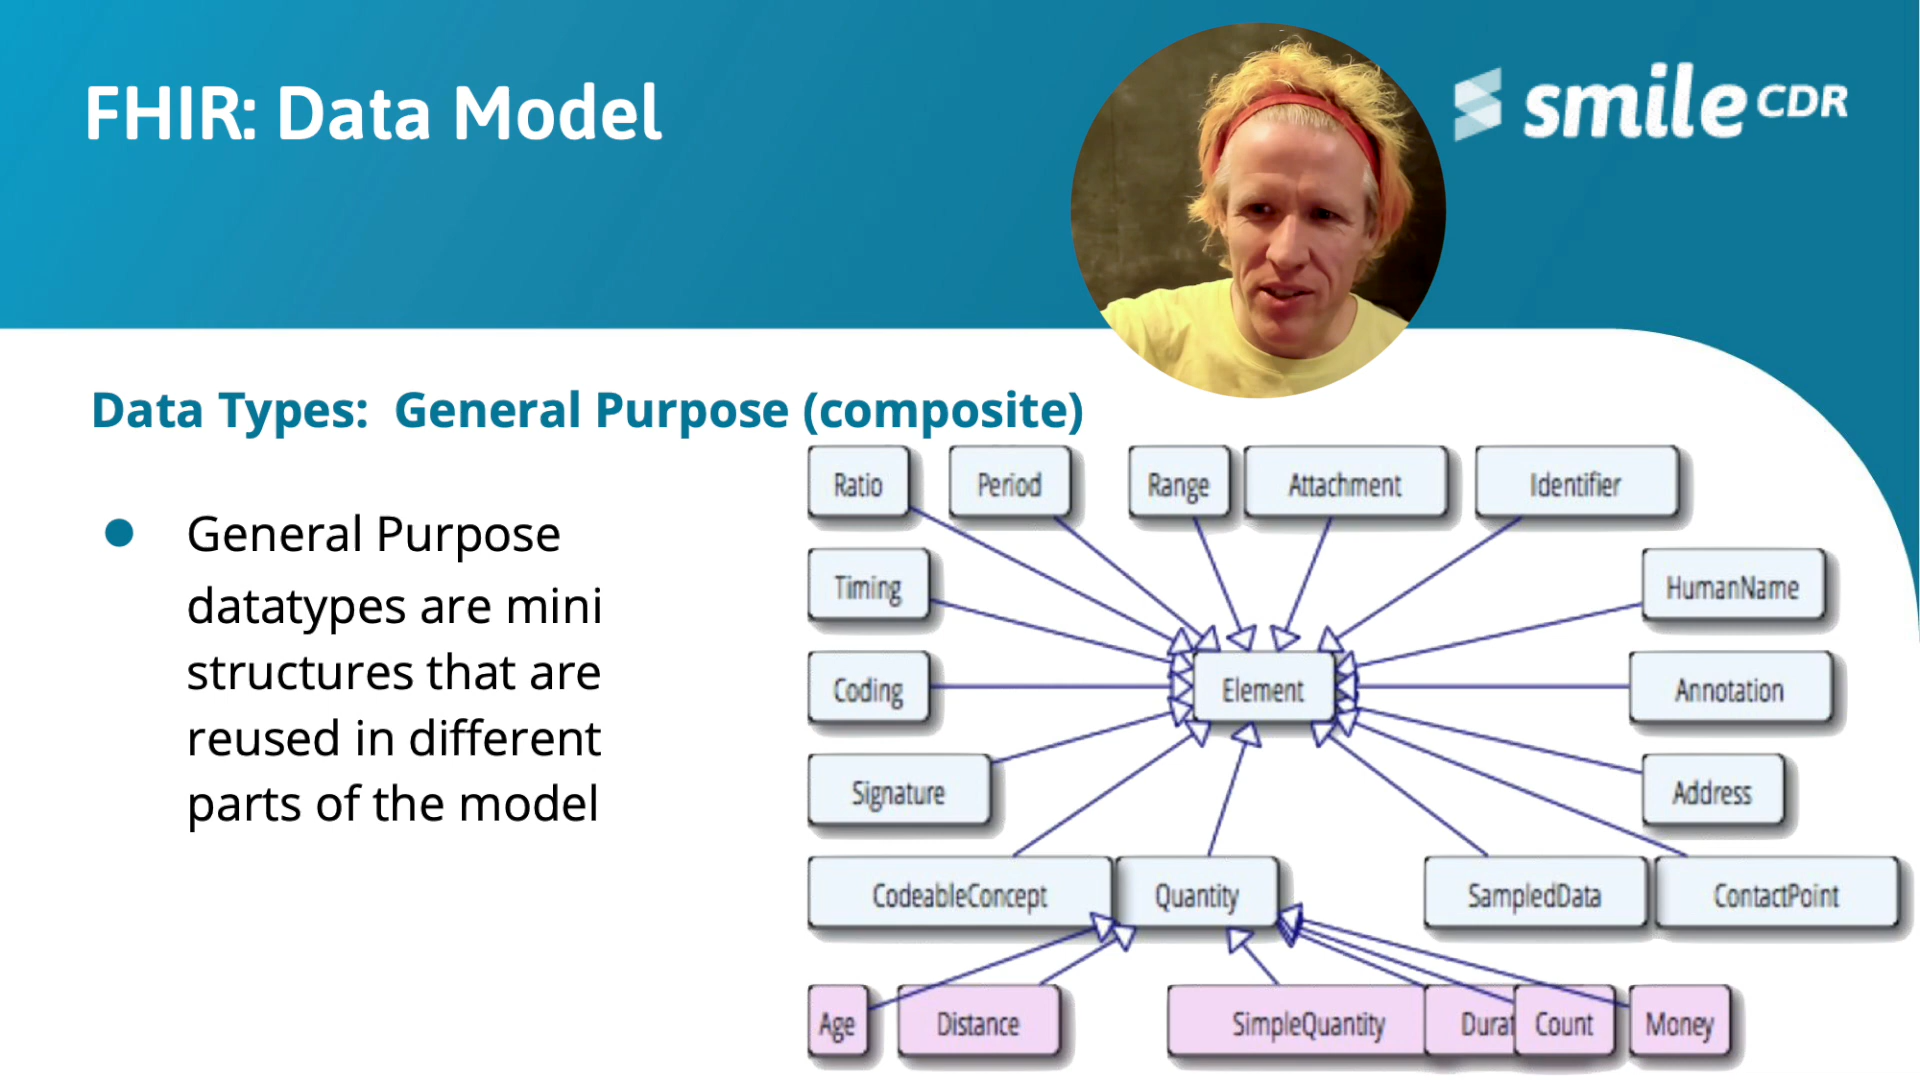 FHIR: Data Model
smile CDR
Data Types: General Purpose (composite)
General Purpose
datatypes are mini
structures that are
reused in different
parts of the model
Ratio
Period
Range
Attachment
Identifier
Timing
HumanName
Coding
Element
Annotation
Signature
Address
CodeableConcept
Quantity
SampledData
ContactPoint
Age
Distance
SimpleQuantity
Durat
Count
Money